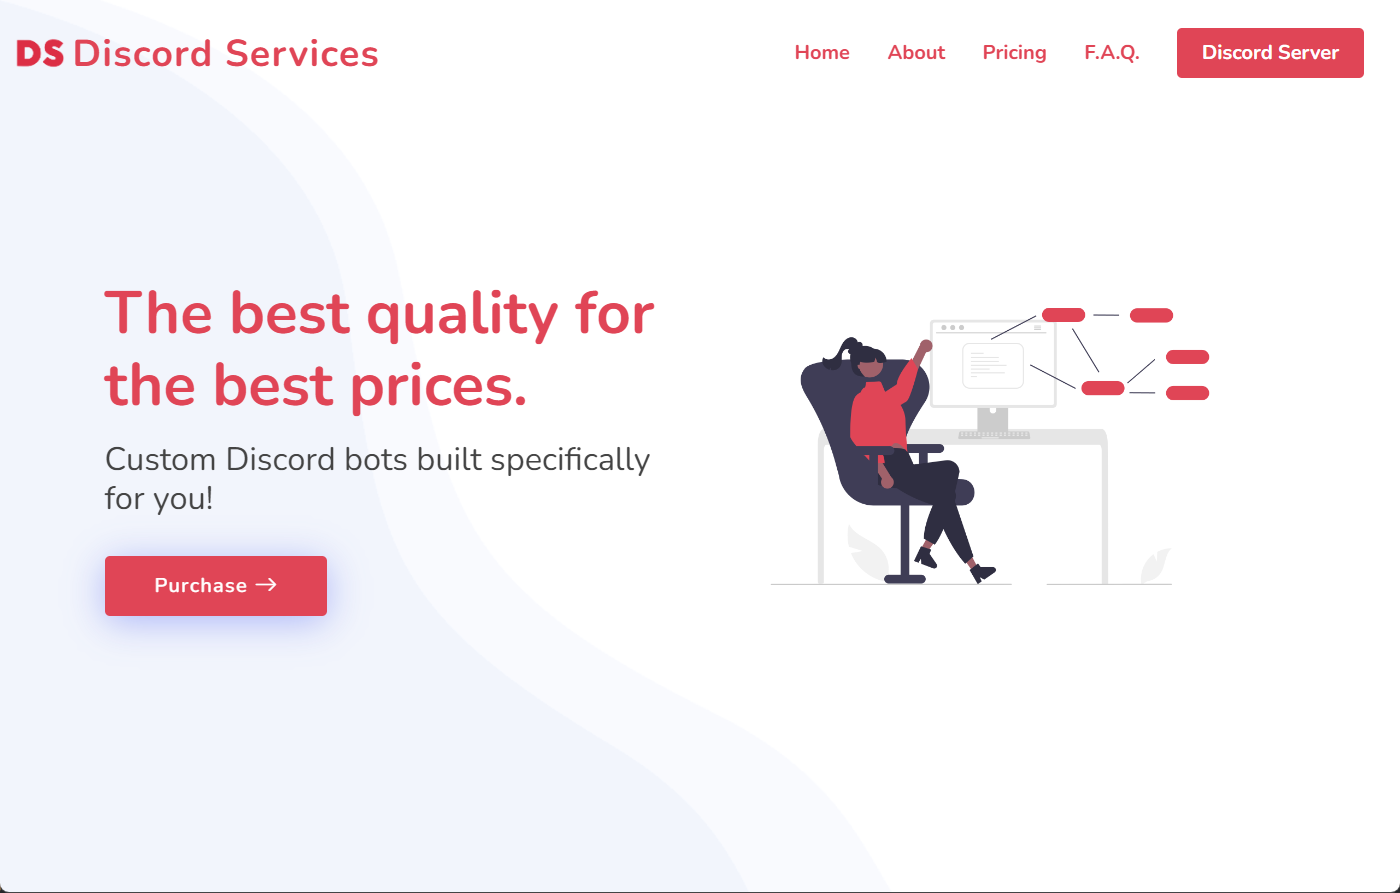 DS Discord Services
Home About Pricing F.A.Q. Discord Server
The best quality for
the best prices.
Custom Discord bots built specifically
for you!
Purchase →